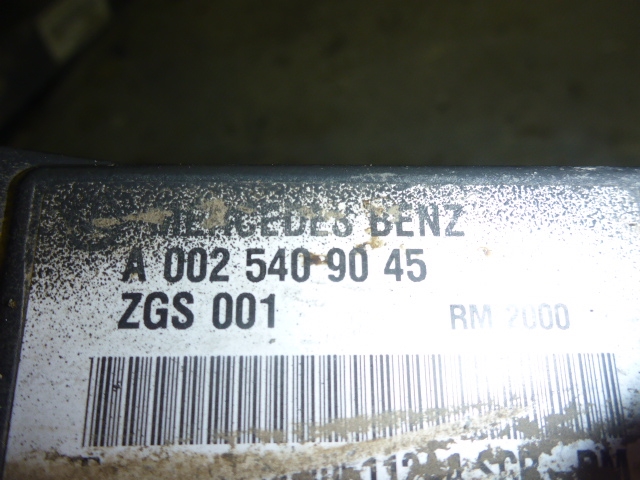 MERCEDES BENZ
A 002 540 90 45
ZGS 001 RM 2000